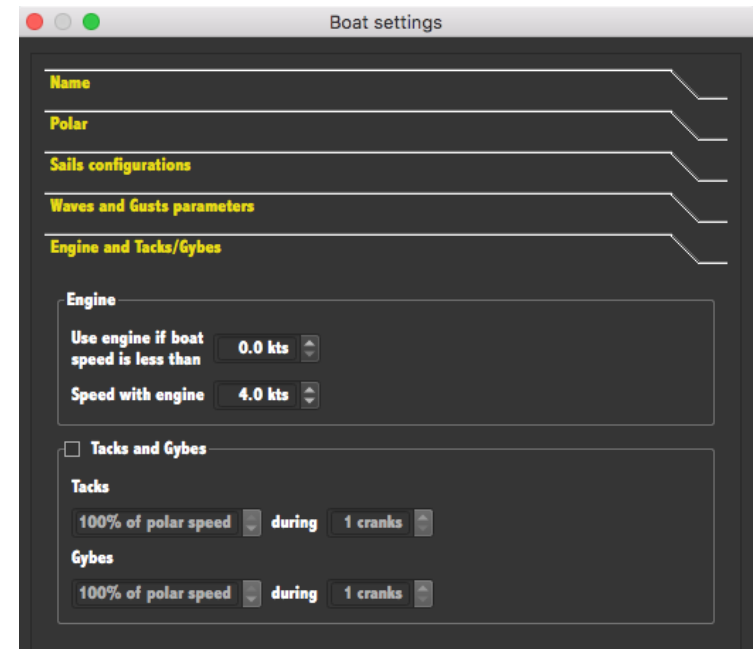 Boat settings
Name
Polar
Sails configurations
Waves and Gusts parameters
Engine and Tacks/Gybes
Engine
Use engine if boat
speed is less than
0.0 kts
Speed with engine 4.0 kts
Tacks and Gybes
Tacks
100% of polar speed during 1 cranks
Gybes
100% of polar speed during 1 cranks